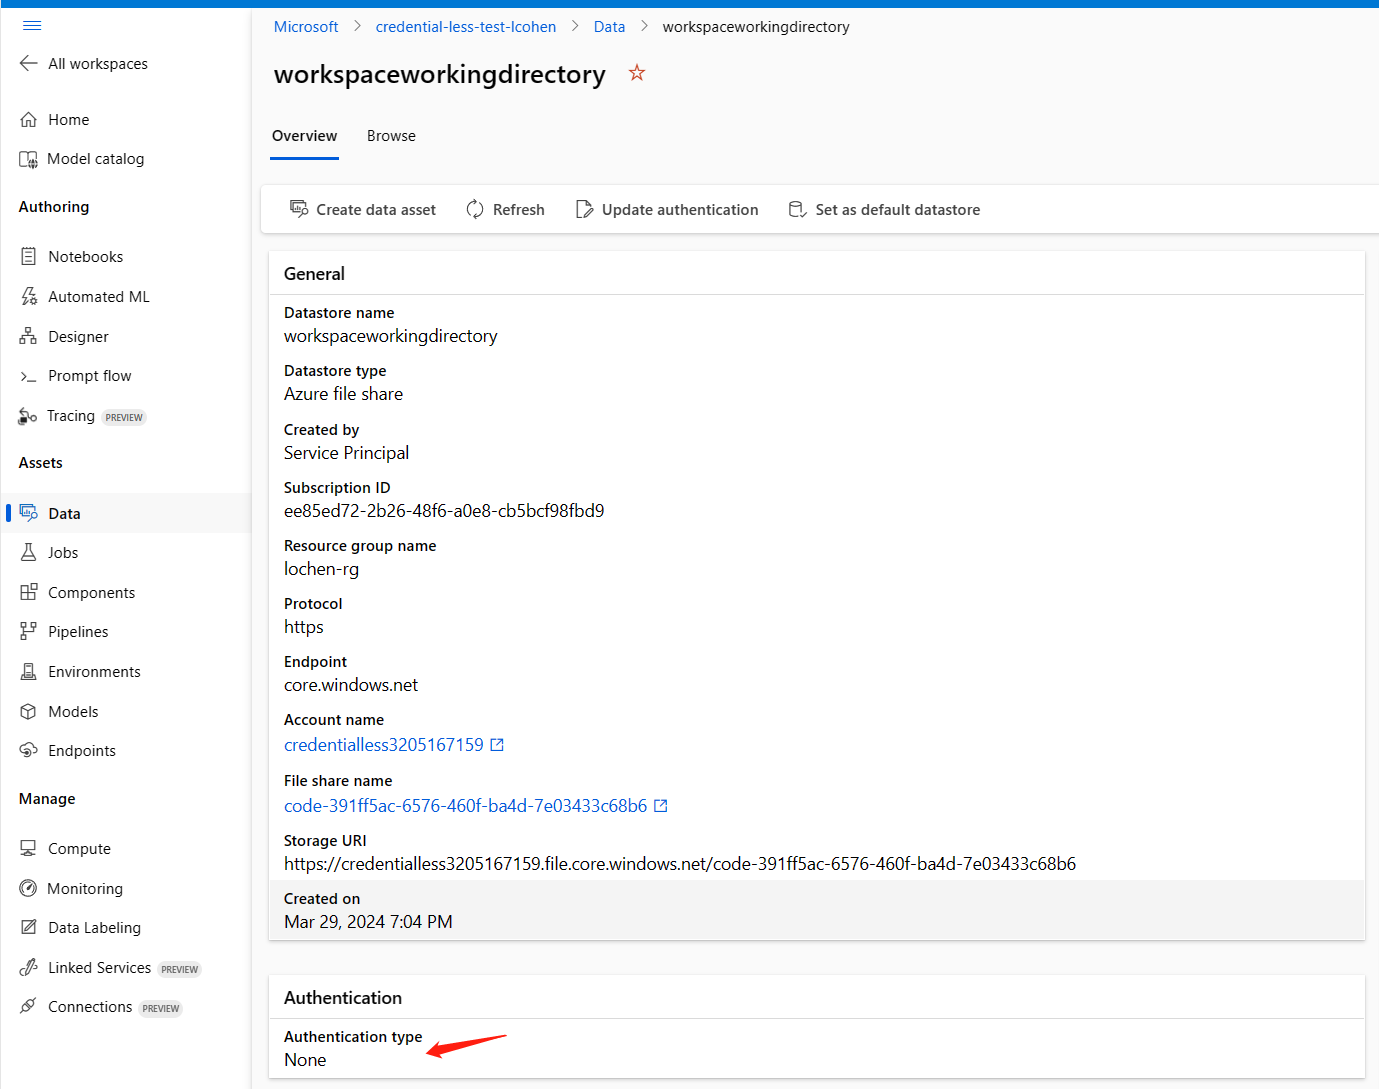 Microsoft > credential-less-test-lcohen > Data > workspaceworkingdirectory
All workspaces
Home
Model catalog
Authoring
Notebooks
Automated ML
Designer
Prompt flow
Tracing PREVIEW
Assets
Data
Jobs
Components
Pipelines
Environments
Models
Endpoints
Manage
Compute
Monitoring
Data Labeling
Linked Services PREVIEW
Connections PREVIEW
workspaceworkingdirectory
Overview Browse
Create data asset Refresh Update authentication Set as default datastore
General
Datastore name
workspaceworkingdirectory
Datastore type
Azure file share
Created by
Service Principal
Subscription ID
ee85ed72-2b26-48f6-a0e8-cb5bcf98fbd9
Resource group name
lochen-rg
Protocol
https
Endpoint
core.windows.net
Account name
credentialless3205167159
File share name
code-391ff5ac-6576-460f-ba4d-7e03433c68b6
Storage URI
https://credentialless3205167159.file.core.windows.net/code-391ff5ac-6576-460f-ba4d-7e03433c68b6
Created on
Mar 29, 2024 7:04 PM
Authentication
Authentication type
None